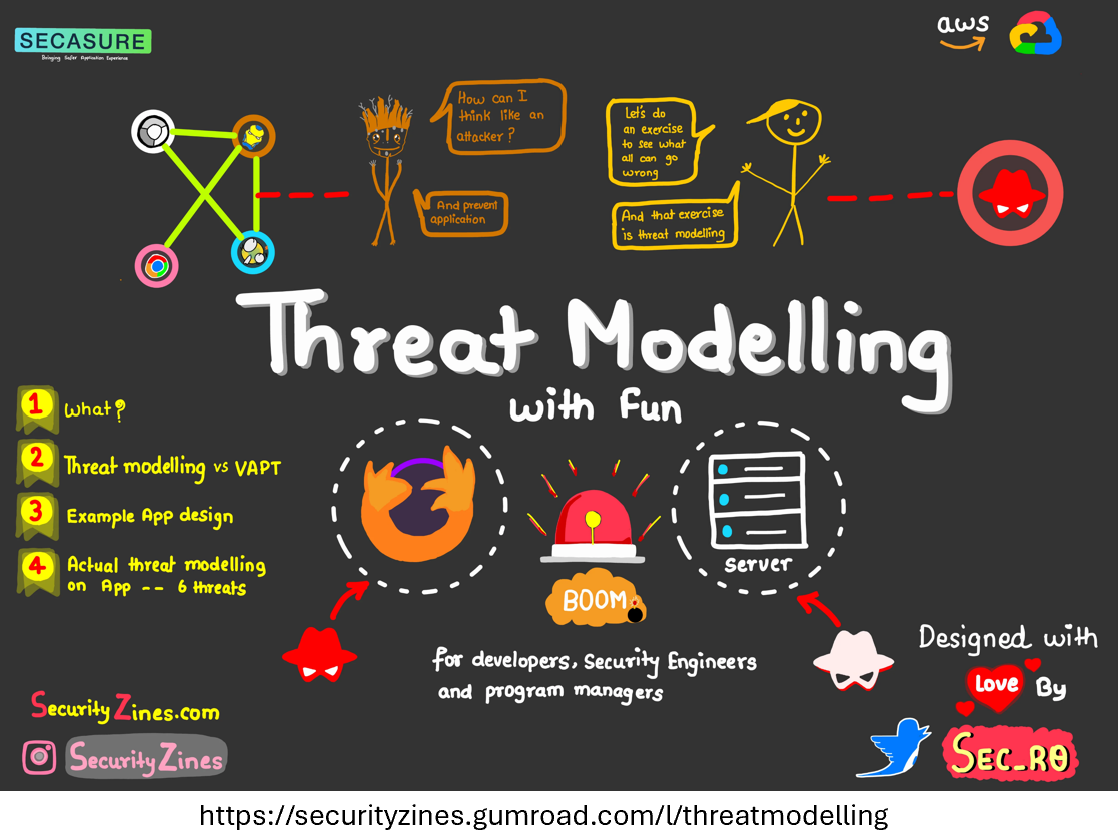 SECASURE
Bringing Safer Application Experience
aws
How can I
think like an
attacker?
And prevent
application
Let's do
an exercise
to see what
all can go
wrong
And that exercise
is threat modelling
Threat Modelling
with Fun
1 What?
2 Threat modelling vs VAPT
3 Example App design
4 Actual threat modelling
on App -- 6 threats
server
BOOM
for developers, Security Engineers
and program managers
SecurityZines.com
SecurityZines
Designed with
Love By
SEC_R0
https://securityzines.gumroad.com/l/threatmodelling